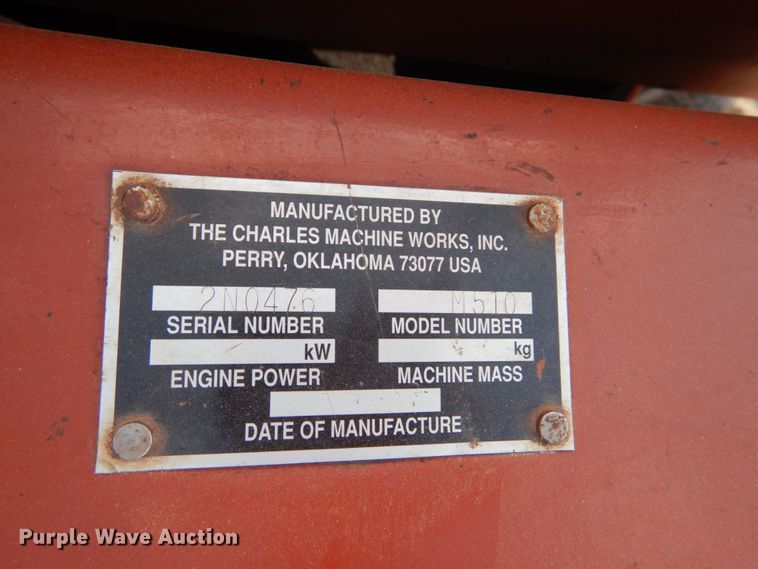 MANUFACTURED BY
THE CHARLES MACHINE WORKS, INC.
PERRY, OKLAHOMA 73077 USA
2N0476 M510
SERIAL NUMBER MODEL NUMBER
kW kg
ENGINE POWER MACHINE MASS
DATE OF MANUFACTURE
Purple Wave Auction®